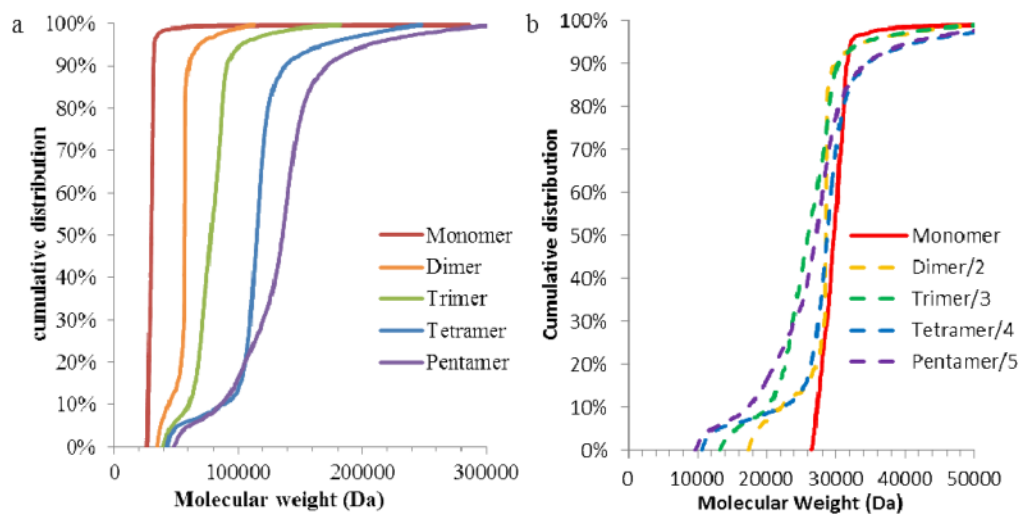 a
100%
90%
80%
70%
60%
50%
40%
30%
20%
10%
0%
cumulative distribution
Monomer
Dimer
Trimer
Tetramer
Pentamer
0 100000 200000 300000
Molecular weight (Da)
b
100%
90%
80%
70%
60%
50%
40%
30%
20%
10%
0%
Cumulative distribution
Monomer
Dimer/2
Trimer/3
Tetramer/4
Pentamer/5
0 10000 20000 30000 40000 50000
Molecular Weight (Da)